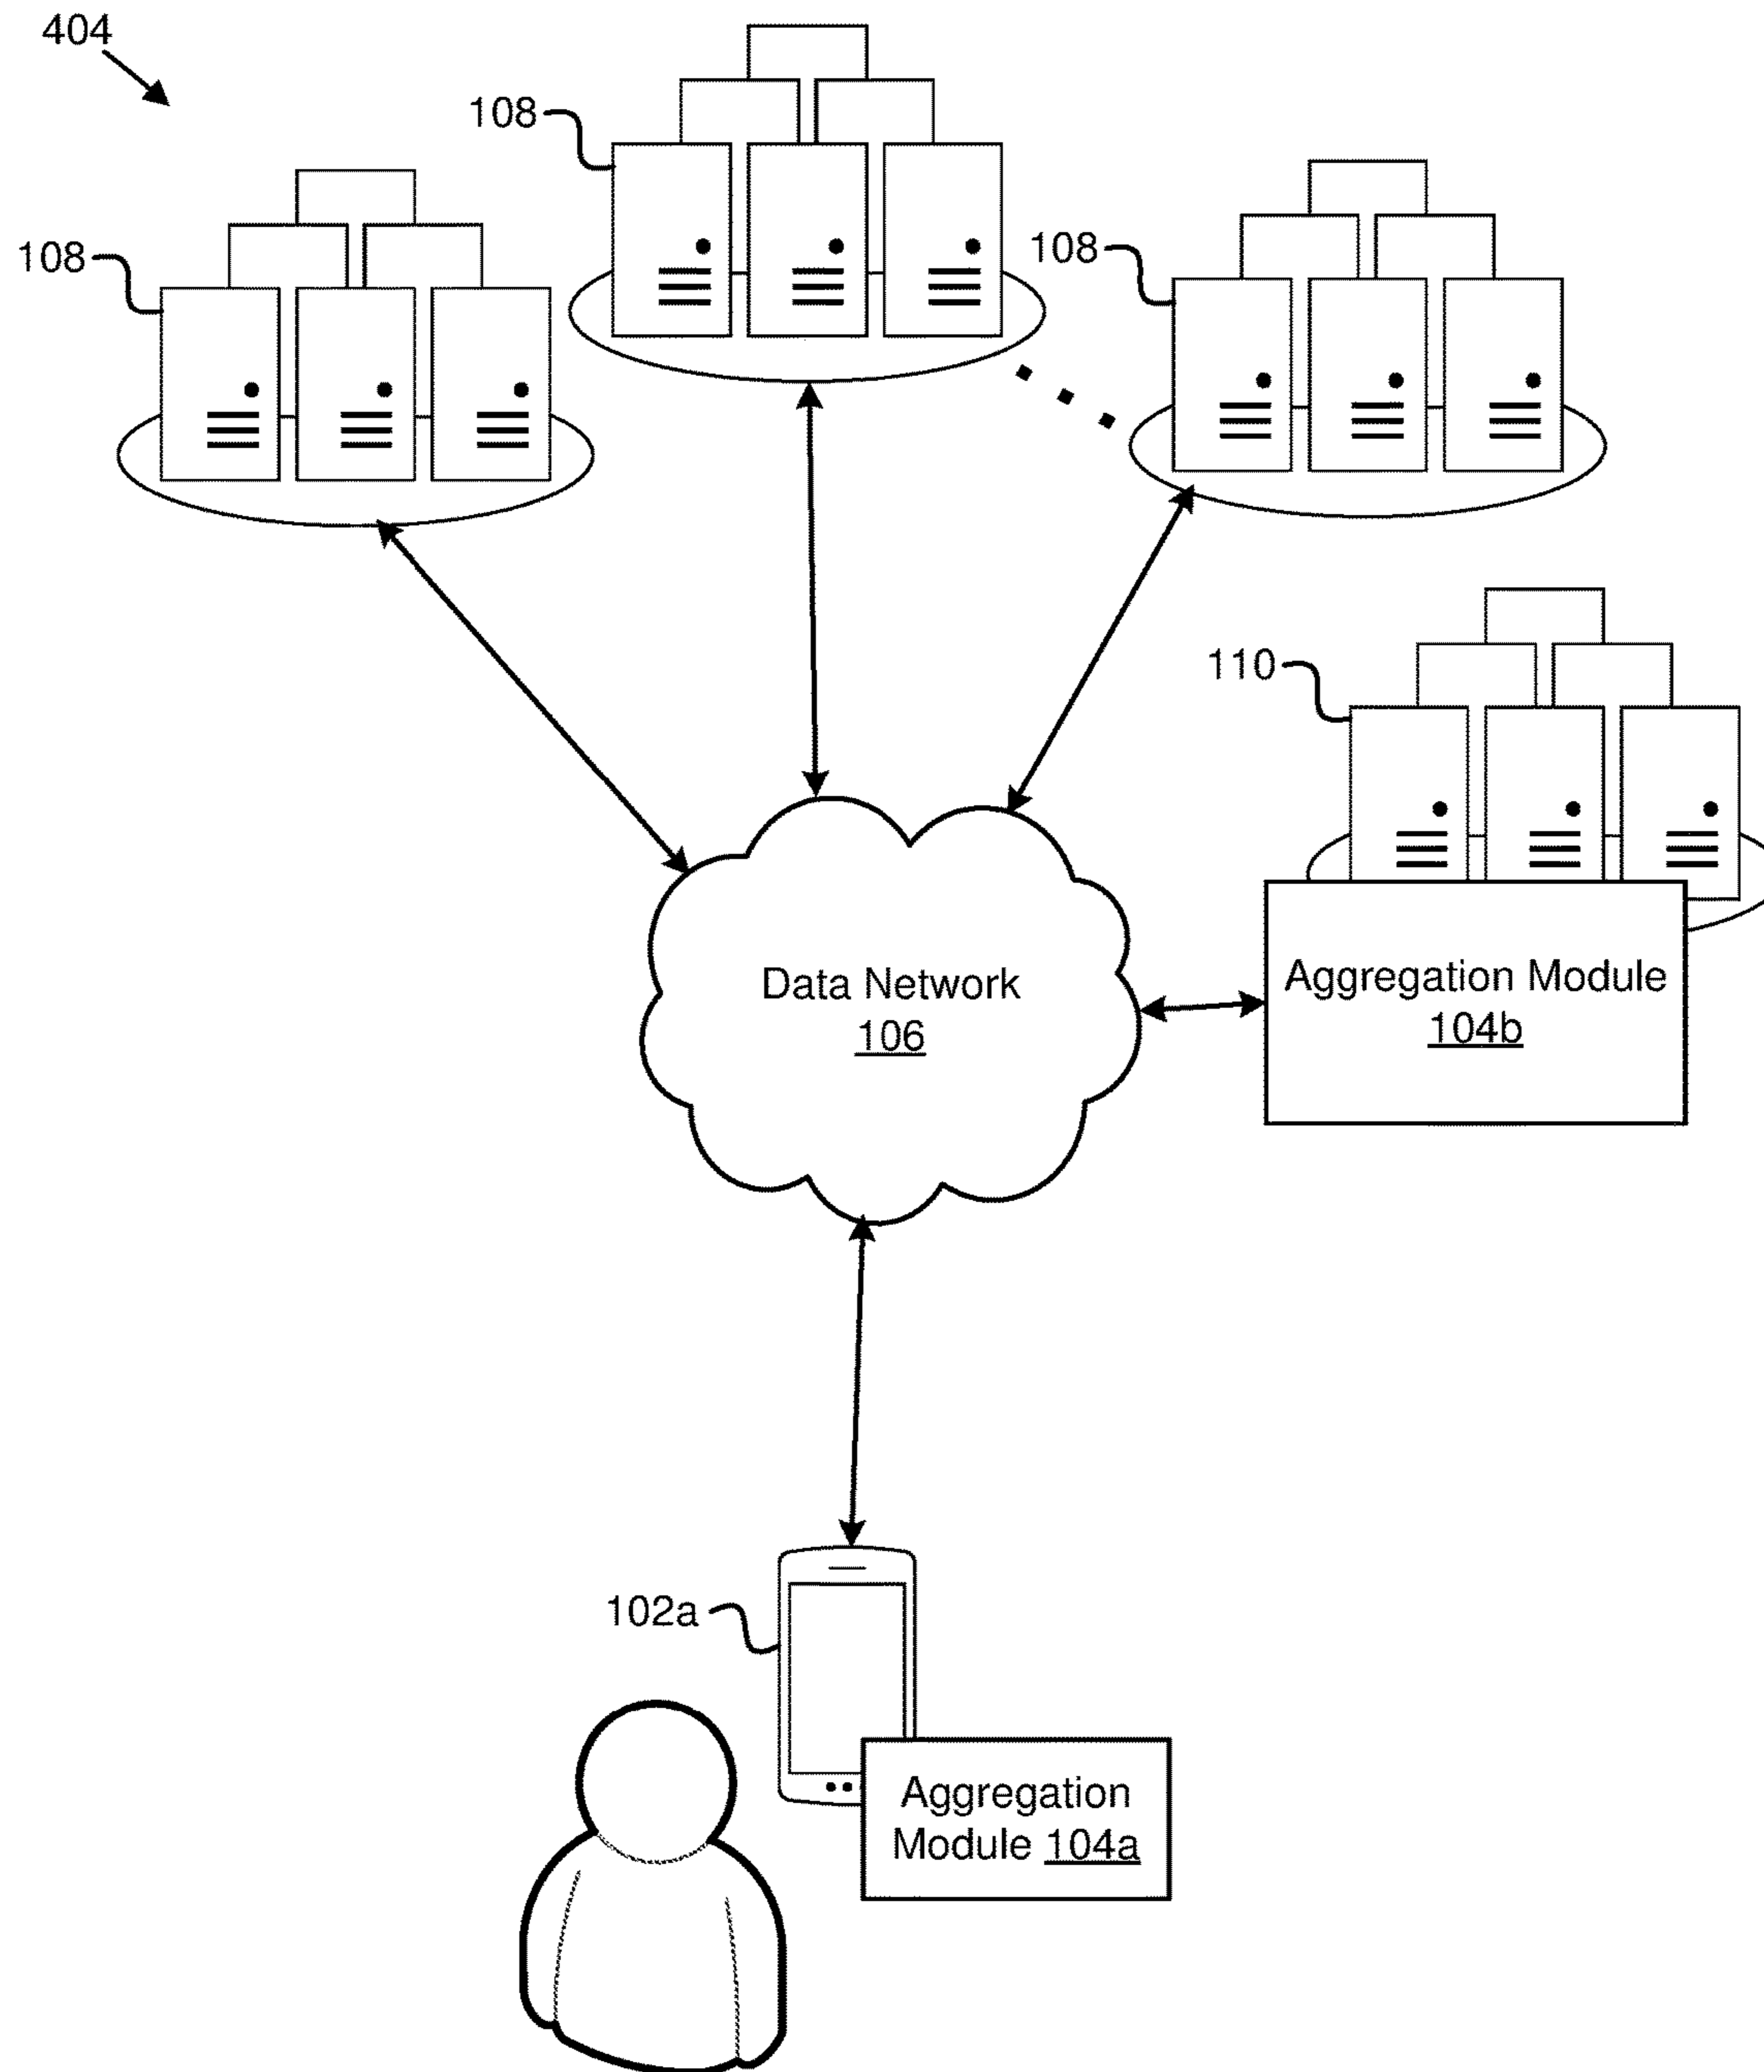 404
108
108
108
110
Data Network
106
Aggregation Module
104b
102a
Aggregation
Module 104a